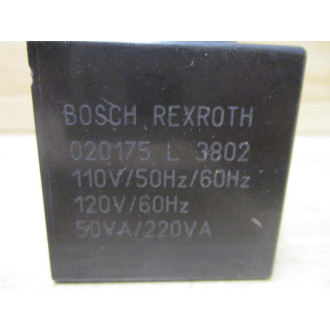 BOSCH REXROTH
020175 L 3802
110V/50Hz/60Hz
120V/60Hz
50VA/220VA